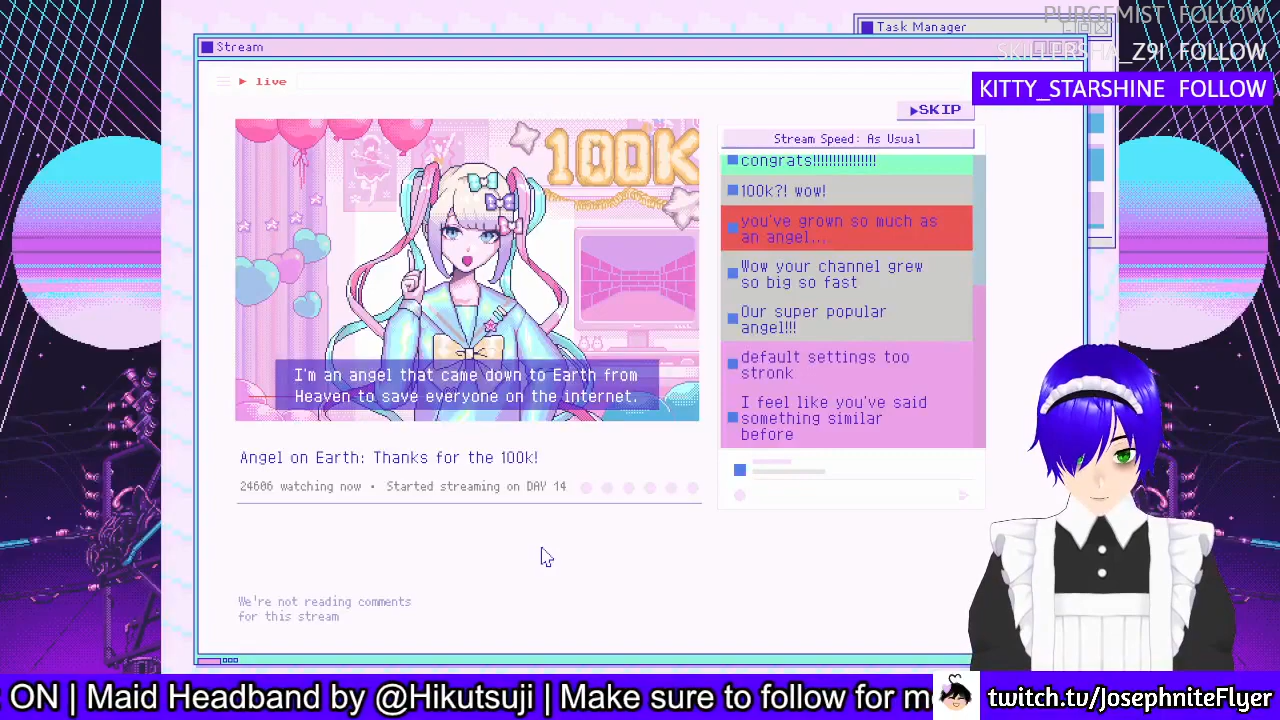 PURGEMIST FOLLOW
Task Manager
Stream
SKILLERSHA_Z9I FOLLOW
▶ live
KITTY_STARSHINE FOLLOW
▶SKIP
100K
Stream Speed: As Usual
congrats!!!!!!!!!!!!!!!!
100k?! wow!
you've grown so much as
an angel...
Wow your channel grew
so big so fast
Our super popular
angel!!!
default settings too
stronk
I feel like you've said
something similar
before
I'm an angel that came down to Earth from
Heaven to save everyone on the internet.
Angel on Earth: Thanks for the 100k!
24606 watching now • Started streaming on DAY 14
We're not reading comments
for this stream
ON | Maid Headband by @Hikutsuji | Make sure to follow for m
twitch.tv/JosephniteFlyer